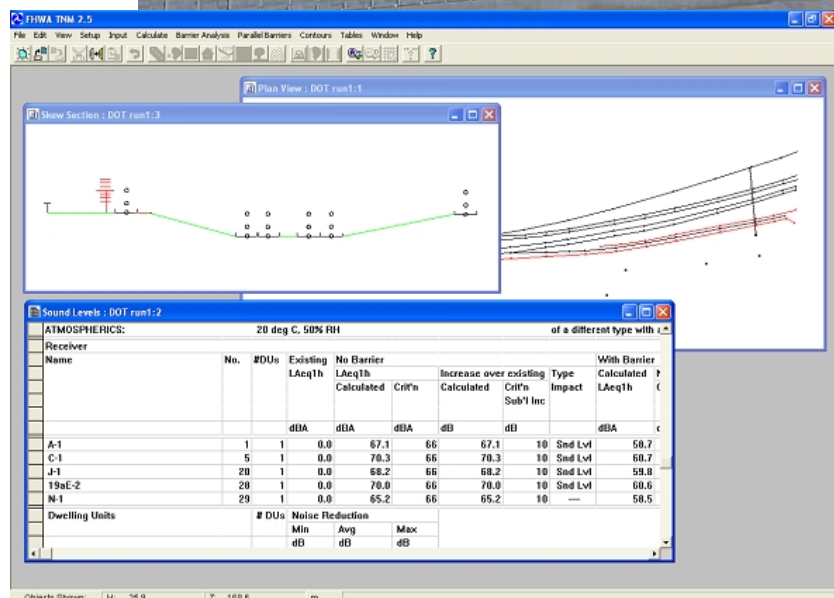 FHWA TNM 2.5
File Edit View Setup Input Calculate Barrier Analysis Parallel Barriers Contours Tables Window Help
Plan View : DOT run1:1
Skew Section : DOT run1:3
Sound Levels : DOT run1:2
ATMOSPHERICS: 20 deg C, 50% RH of a different type with
Receiver
Name No. #DUs Existing No Barrier With Barrier
LAeq1h LAeq1h Increase over existing Type Calculated
Calculated Crit'n Calculated Crit'n Impact LAeq1h
Sub'l Inc
dBA dBA dBA dB dB dBA
A-1 1 1 0.0 67.1 66 67.1 10 Snd Lvl 58.7
C-1 5 1 0.0 70.3 66 70.3 10 Snd Lvl 60.7
J-1 20 1 0.0 68.2 66 68.2 10 Snd Lvl 59.8
19aE-2 28 1 0.0 70.0 66 70.0 10 Snd Lvl 60.6
N-1 29 1 0.0 65.2 66 65.2 10 ---- 58.5
Dwelling Units # DUs Noise Reduction
Min Avg Max
dB dB dB